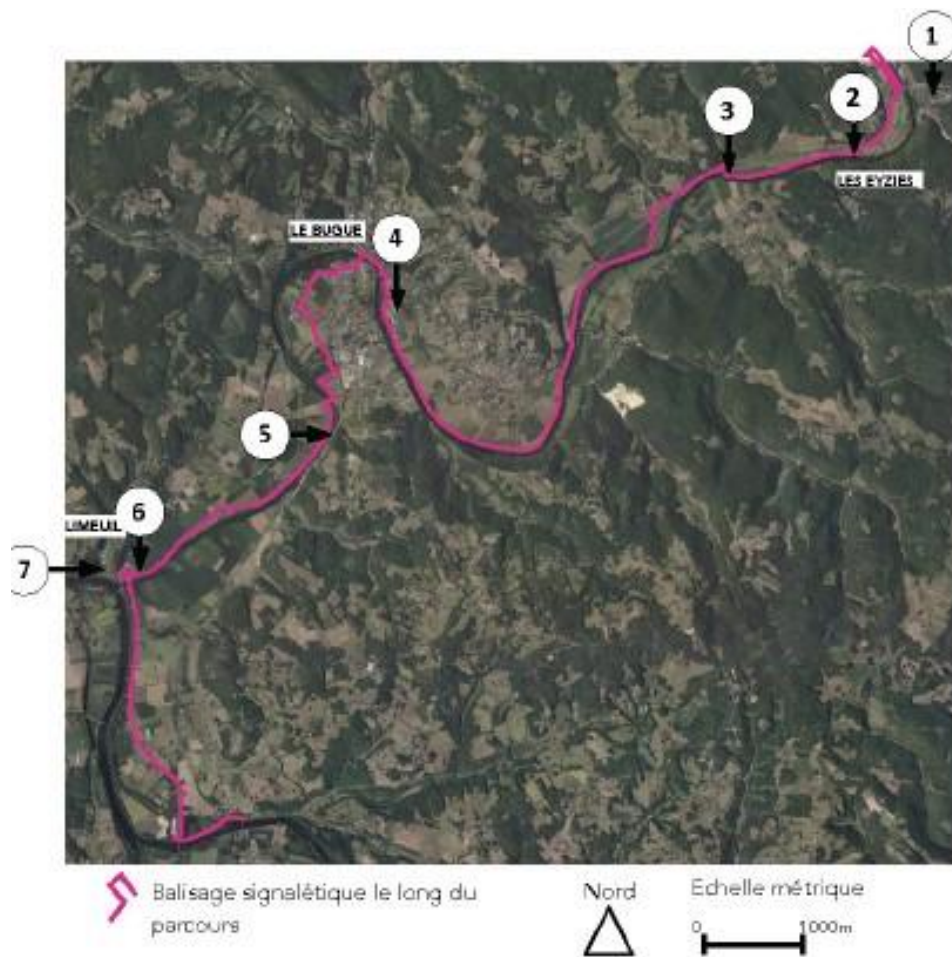 1
2
3
LES EYZIES
LE BUGUE
4
5
6
LIMEUIL
7
Balisage signalétique le long du
parcours
Nord
Echelle métrique
0
1000m